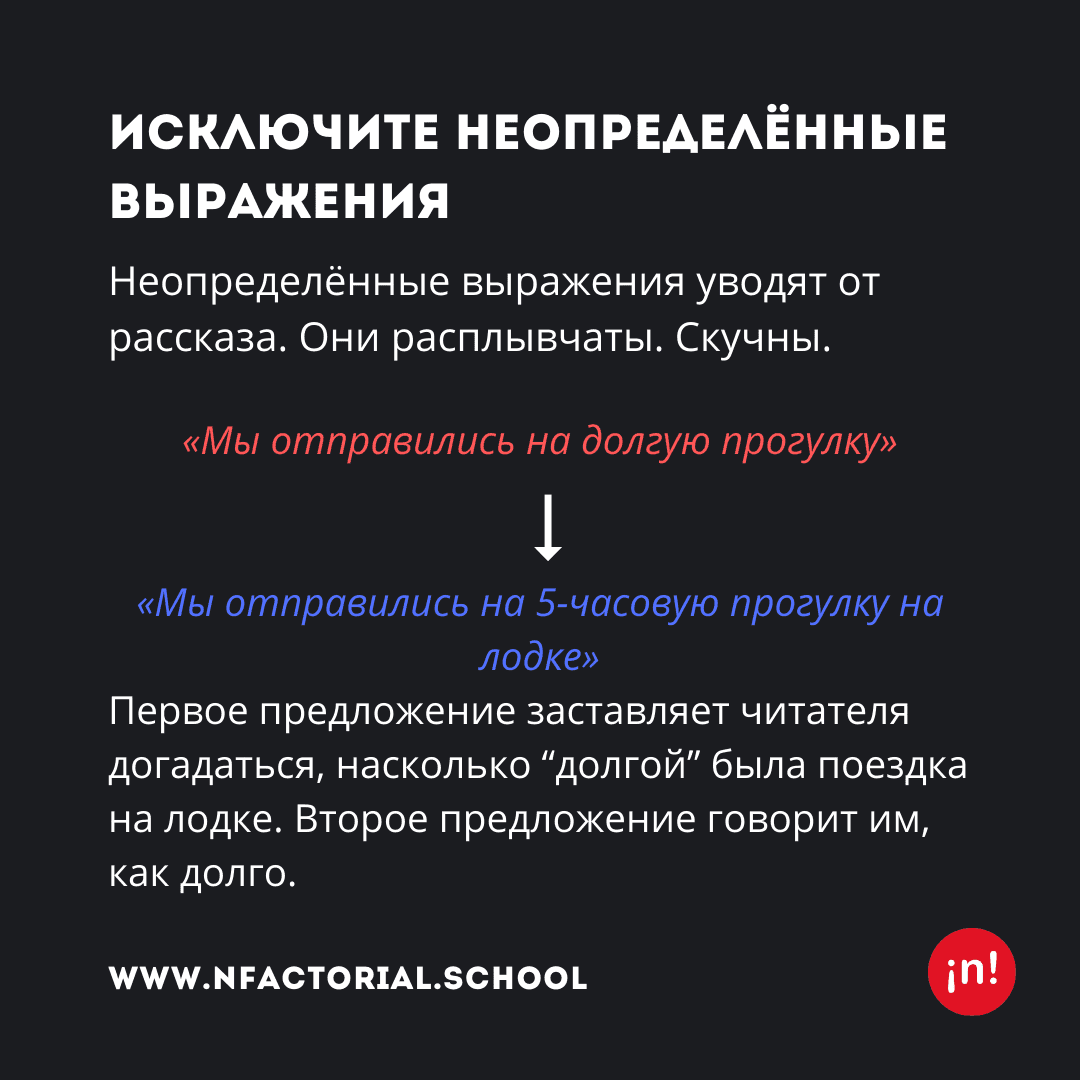 ИСКЛЮЧИТЕ НЕОПРЕДЕЛЁННЫЕ
ВЫРАЖЕНИЯ
Неопределённые выражения уводят от
рассказа. Они расплывчаты. Скучны.
«Мы отправились на долгую прогулку»
«Мы отправились на 5-часовую прогулку на
лодке»
Первое предложение заставляет читателя
догадаться, насколько “долгой” была поездка
на лодке. Второе предложение говорит им,
как долго.
WWW.NFACTORIAL.SCHOOL
¡n!